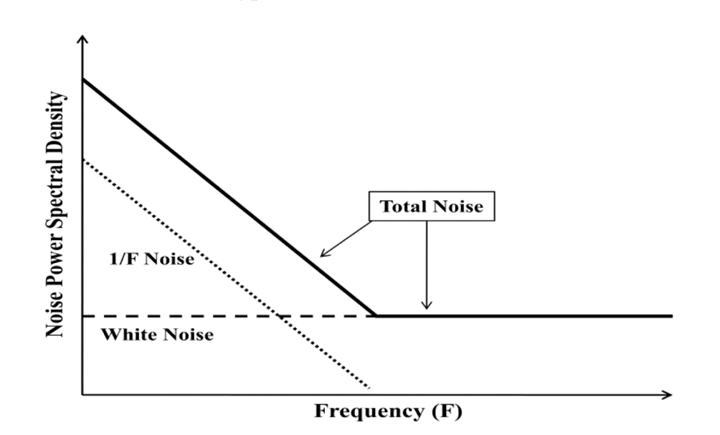 Noise Power Spectral Density
Total Noise
1/F Noise
White Noise
Frequency (F)